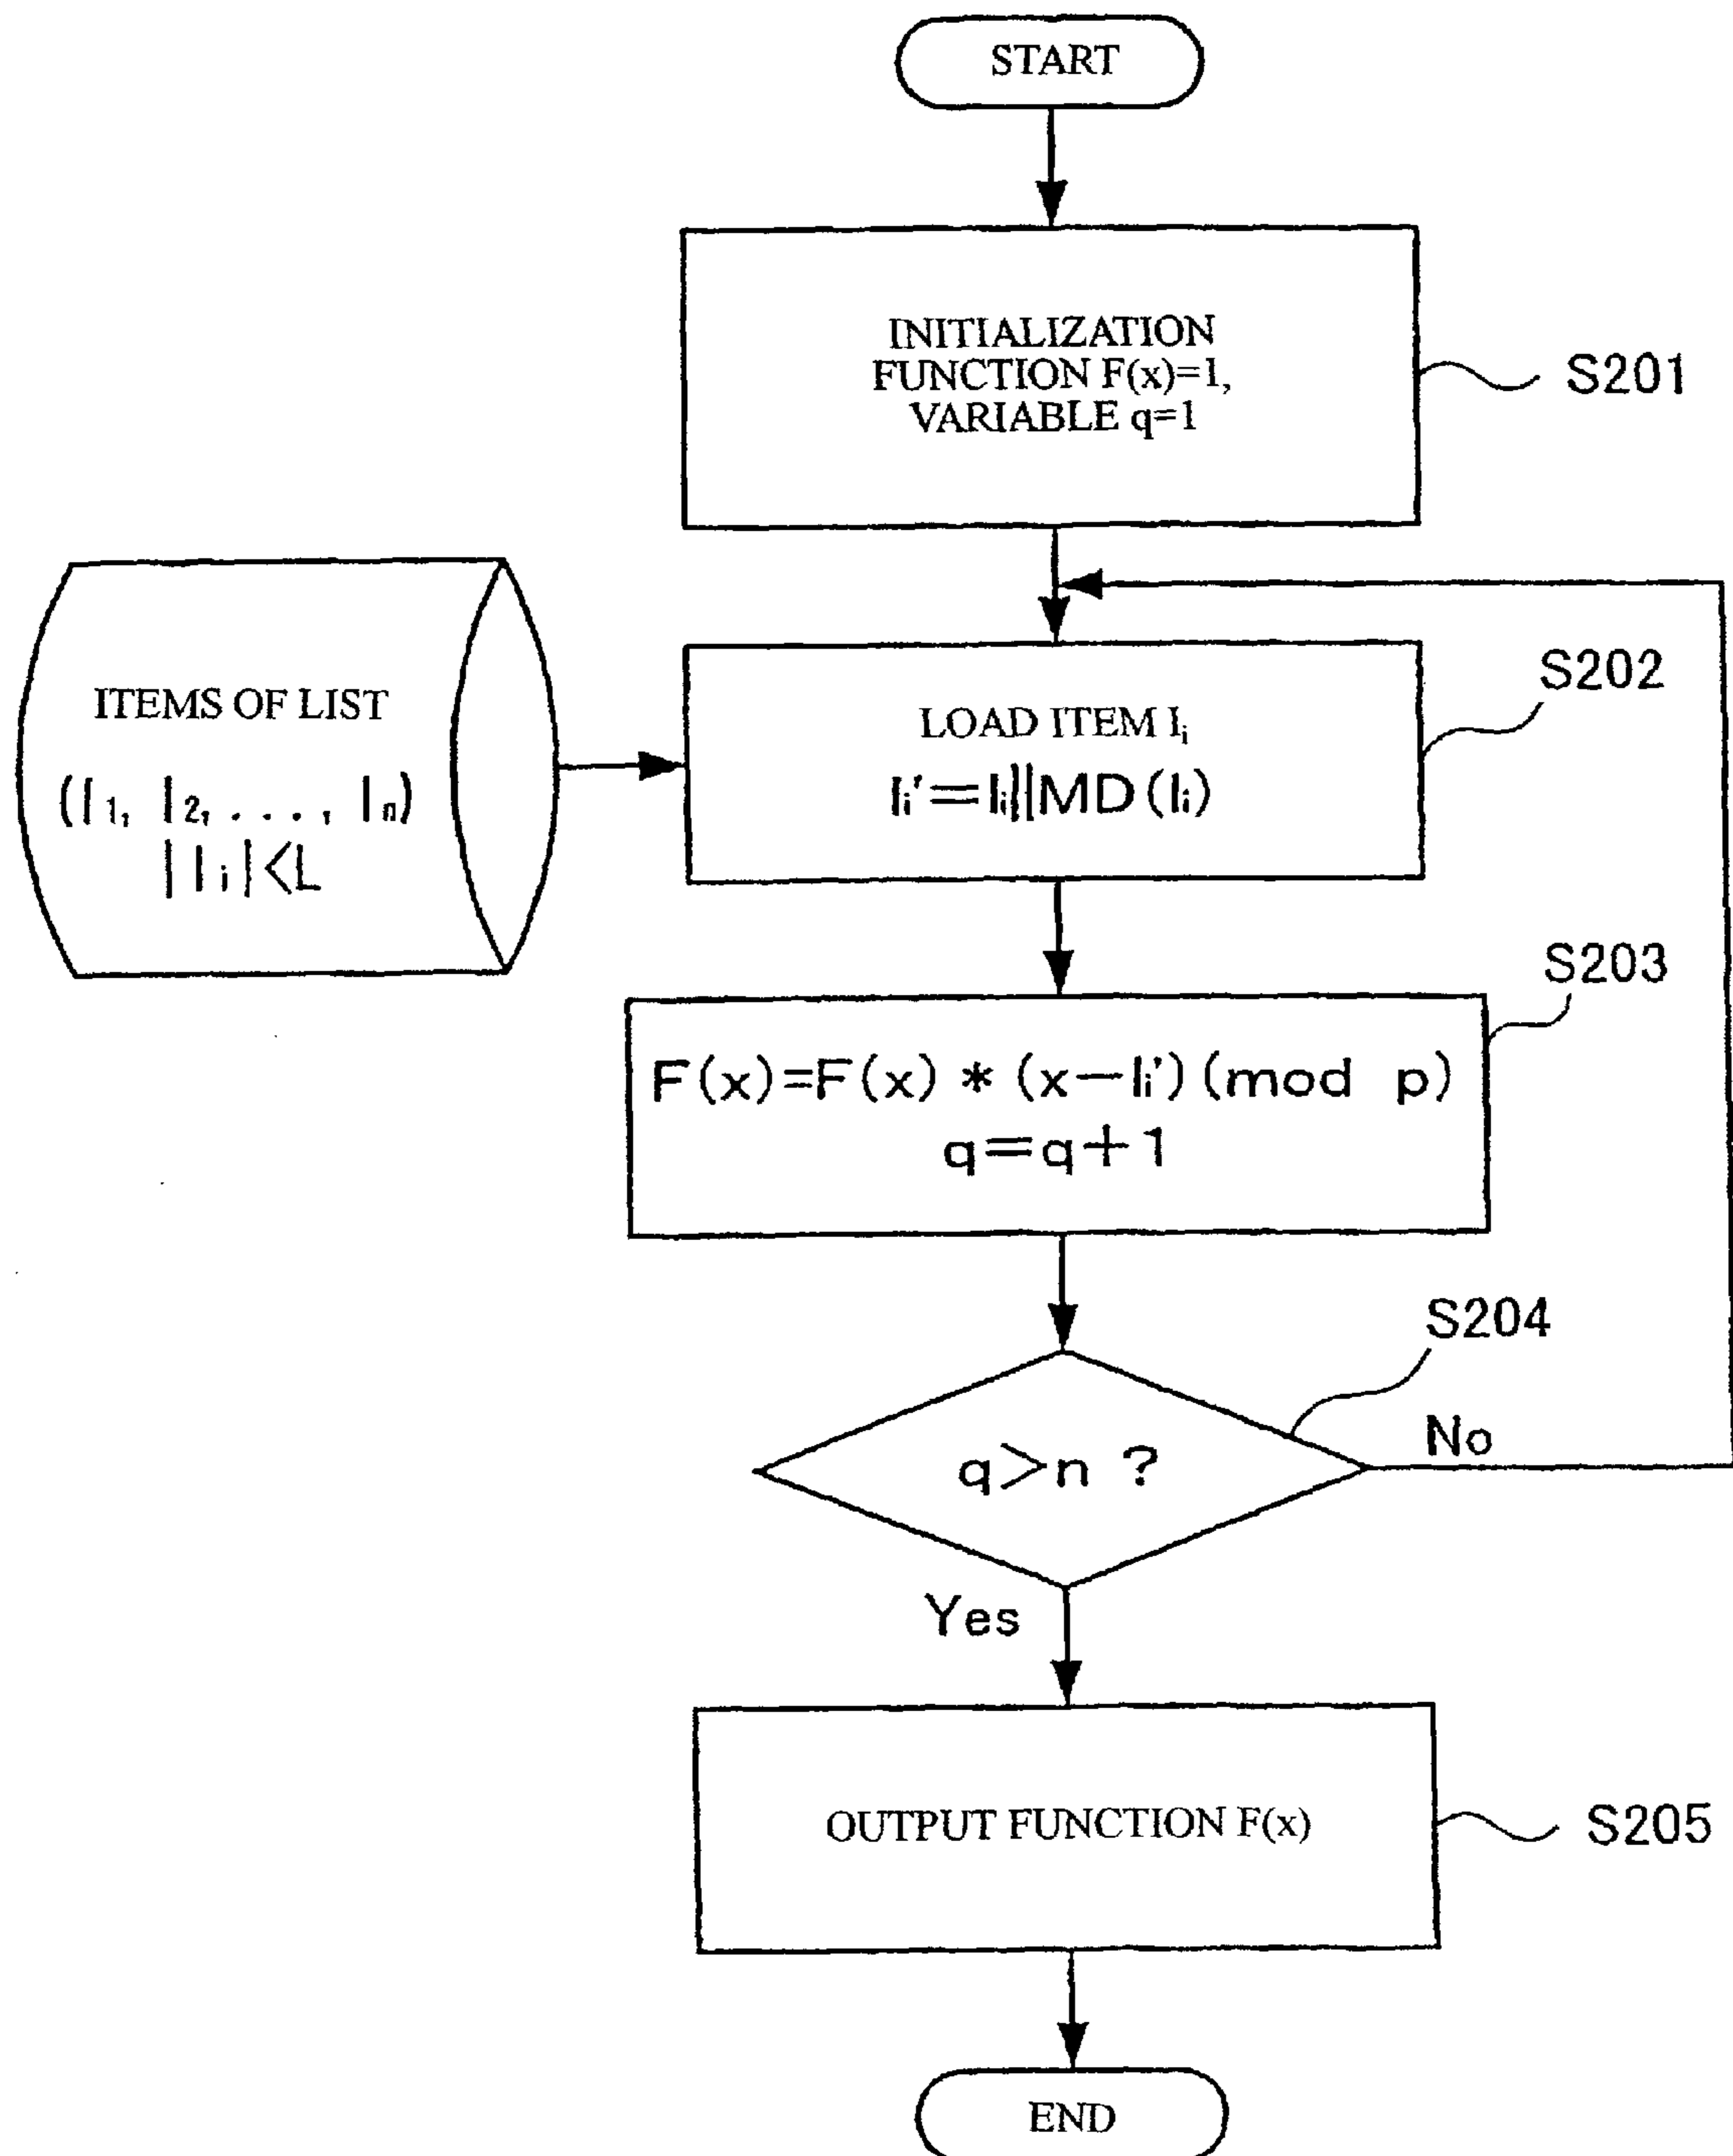 START
INITIALIZATION
FUNCTION F(x)=1,
VARIABLE q=1
S201
ITEMS OF LIST
(I₁, I₂, . . . , Iₙ)
|Iᵢ|<L
S202
LOAD ITEM Iᵢ
Iᵢ'=Iᵢ||MD(Iᵢ)
S203
F(x)=F(x) * (x-Iᵢ') (mod p)
q=q+1
S204
q>n ?
No
Yes
OUTPUT FUNCTION F(x)
S205
END